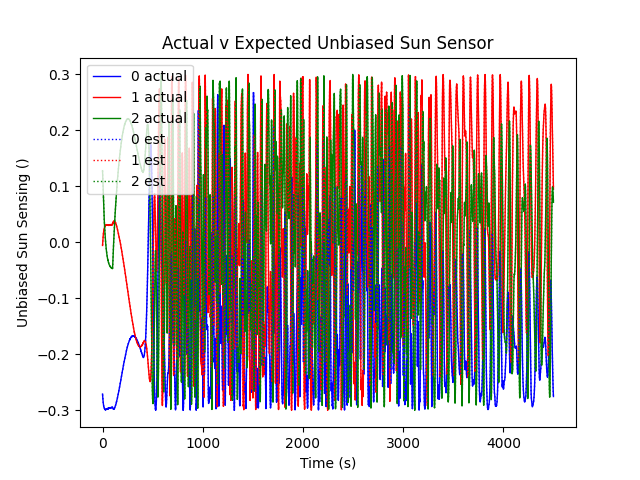 Actual v Expected Unbiased Sun Sensor
0.3
0.2
0.1
0.0
−0.1
−0.2
−0.3
Unbiased Sun Sensing ()
0 actual
1 actual
2 actual
0 est
1 est
2 est
0
1000
2000
3000
4000
Time (s)